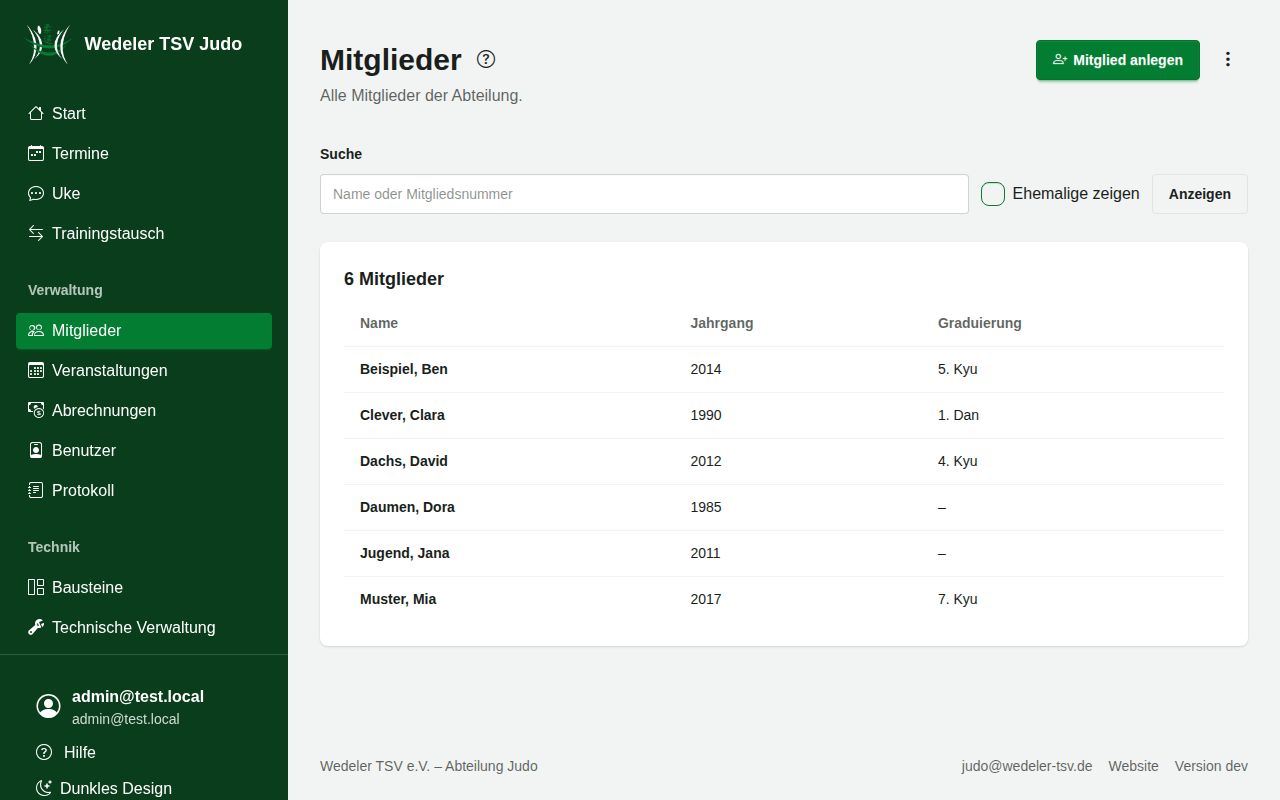 Wedeler TSV Judo
Start
Termine
Uke
Trainingstausch
Verwaltung
Mitglieder
Veranstaltungen
Abrechnungen
Benutzer
Protokoll
Technik
Bausteine
Technische Verwaltung
admin@test.local
admin@test.local
Hilfe
Dunkles Design
Mitglieder
Alle Mitglieder der Abteilung.
Mitglied anlegen
Suche
Name oder Mitgliedsnummer
Ehemalige zeigen
Anzeigen
6 Mitglieder
Name Jahrgang Graduierung
Beispiel, Ben 2014 5. Kyu
Clever, Clara 1990 1. Dan
Dachs, David 2012 4. Kyu
Daumen, Dora 1985 –
Jugend, Jana 2011 –
Muster, Mia 2017 7. Kyu
Wedeler TSV e.V. – Abteilung Judo
judo@wedeler-tsv.de Website Version dev